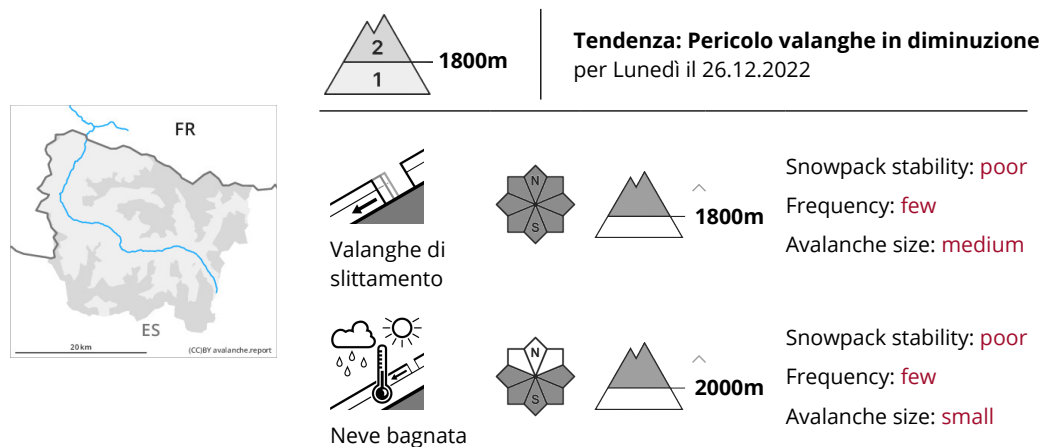 2
1
1800m
Tendenza: Pericolo valanghe in diminuzione
per Lunedì il 26.12.2022
FR
ES
20 km
(CC)BY avalanche.report
Valanghe di
slittamento
N
S
1800m
Snowpack stability: poor
Frequency: few
Avalanche size: medium
Neve bagnata
N
S
2000m
Snowpack stability: poor
Frequency: few
Avalanche size: small